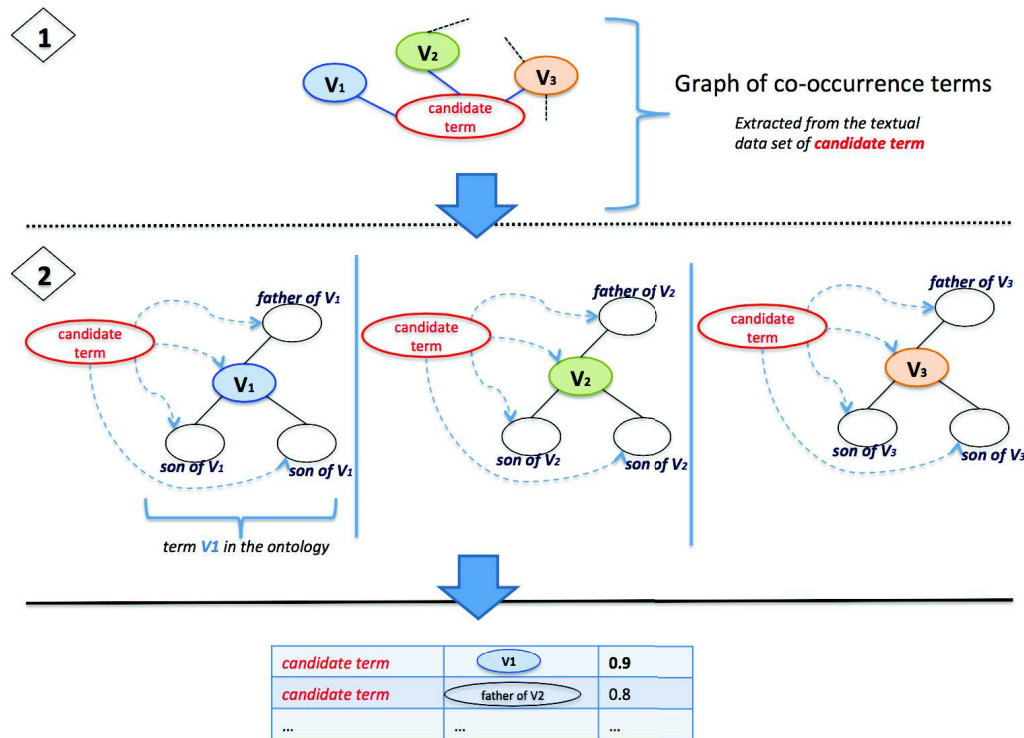 1
V1
V2
V3
candidate
term
Graph of co-occurrence terms
Extracted from the textual
data set of candidate term
2
candidate
term
father of V1
V1
son of V1
son of V1
term V1 in the ontology
candidate
term
father of V2
V2
son of V2
son of V2
candidate
term
father of V3
V3
son of V3
son of V3
candidate term V1 0.9
candidate term father of V2 0.8
... ... ...